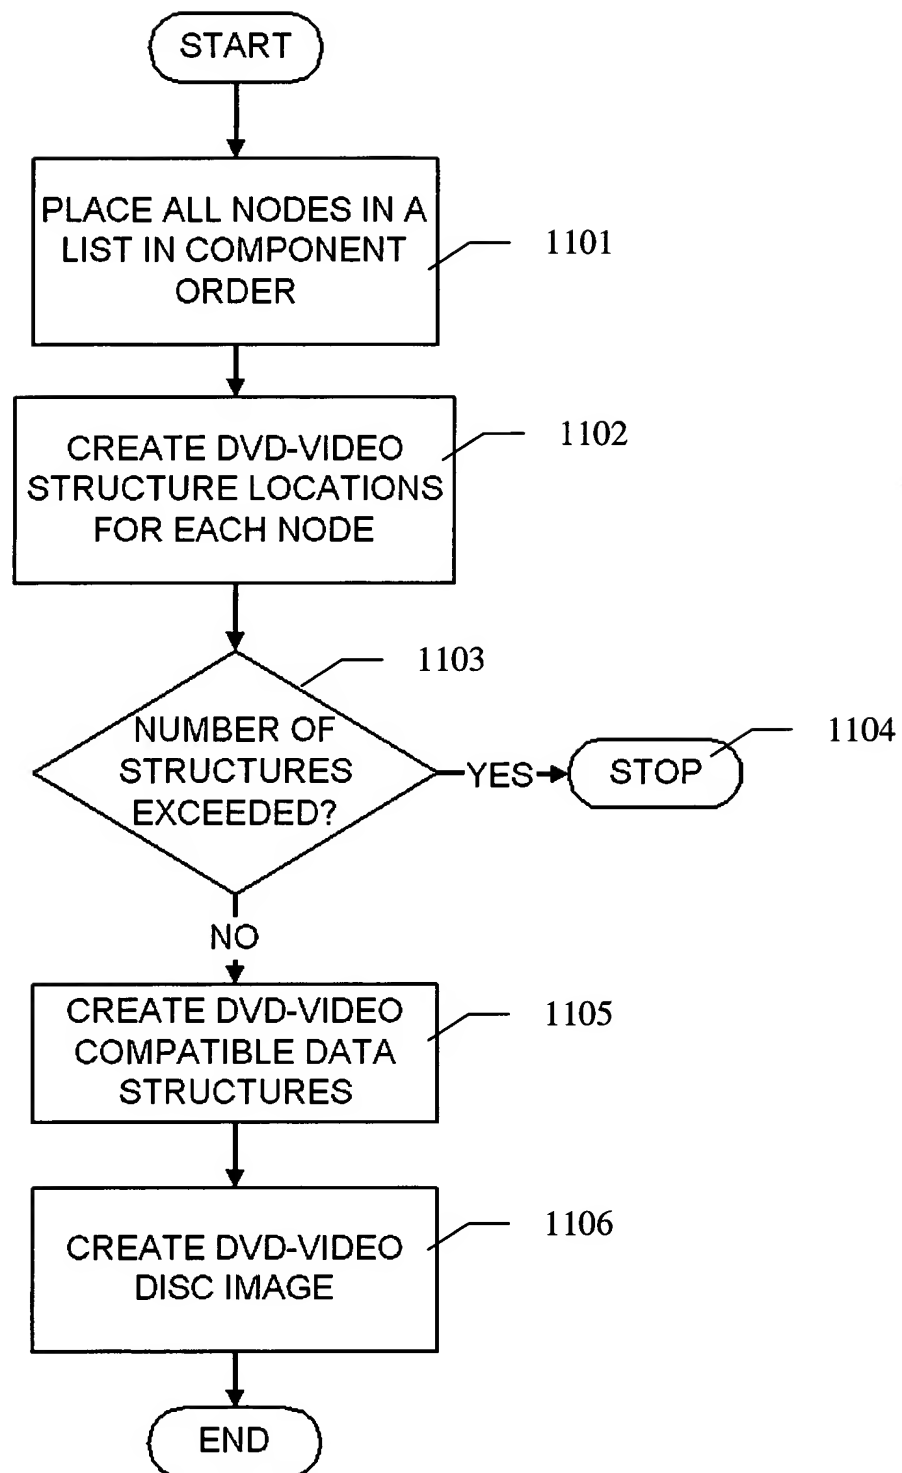 START
PLACE ALL NODES IN A
LIST IN COMPONENT
ORDER
1101
CREATE DVD-VIDEO
STRUCTURE LOCATIONS
FOR EACH NODE
1102
1103
NUMBER OF
STRUCTURES
EXCEEDED?
YES
STOP
1104
NO
CREATE DVD-VIDEO
COMPATIBLE DATA
STRUCTURES
1105
CREATE DVD-VIDEO
DISC IMAGE
1106
END